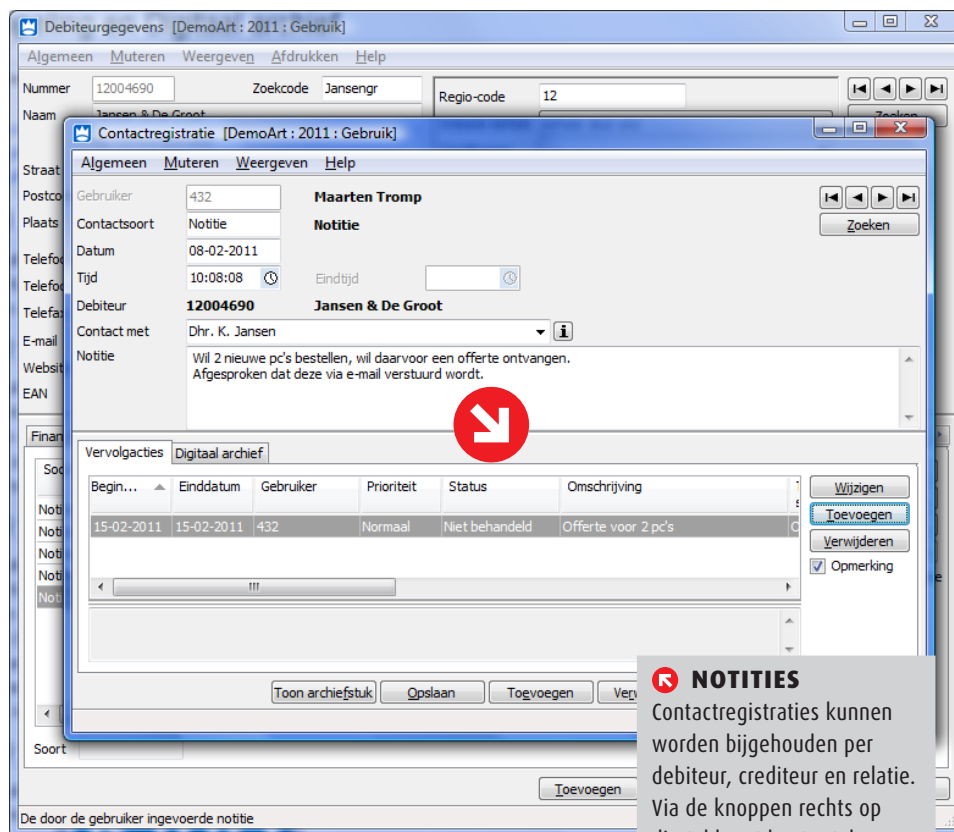 Debiteurgegevens [DemoArt : 2011 : Gebruik]
Algemeen Muteren Weergeven Afdrukken Help
Nummer 12004690 Zoekcode Jansengr Regio-code 12
Naam Jansen & De Groot Zoeken
Contactregistratie [DemoArt : 2011 : Gebruik]
Algemeen Muteren Weergeven Help
Straat
Postco
Plaats
Telefo
Telefo
Telefax
E-mail
Websit
EAN
Gebruiker 432 Maarten Tromp
Contactsoort Notitie Notitie Zoeken
Datum 08-02-2011
Tijd 10:08:08 Eindtijd
Debiteur 12004690 Jansen & De Groot
Contact met Dhr. K. Jansen
Notitie Wil 2 nieuwe pc's bestellen, wil daarvoor een offerte ontvangen.
Afgesproken dat deze via e-mail verstuurd wordt.
Finan
Soo
Noti
Noti
Noti
Noti
Noti
Vervolgacties Digitaal archief
Begin... Einddatum Gebruiker Prioriteit Status Omschrijving
15-02-2011 15-02-2011 432 Normaal Niet behandeld Offerte voor 2 pc's
Wijzigen
Toevoegen
Verwijderen
Opmerking
Toon archiefstuk Opslaan Toevoegen Verw
Soort
Toevoegen
De door de gebruiker ingevoerde notitie
NOTITIES
Contactregistraties kunnen
worden bijgehouden per
debiteur, crediteur en relatie.
Via de knoppen rechts op